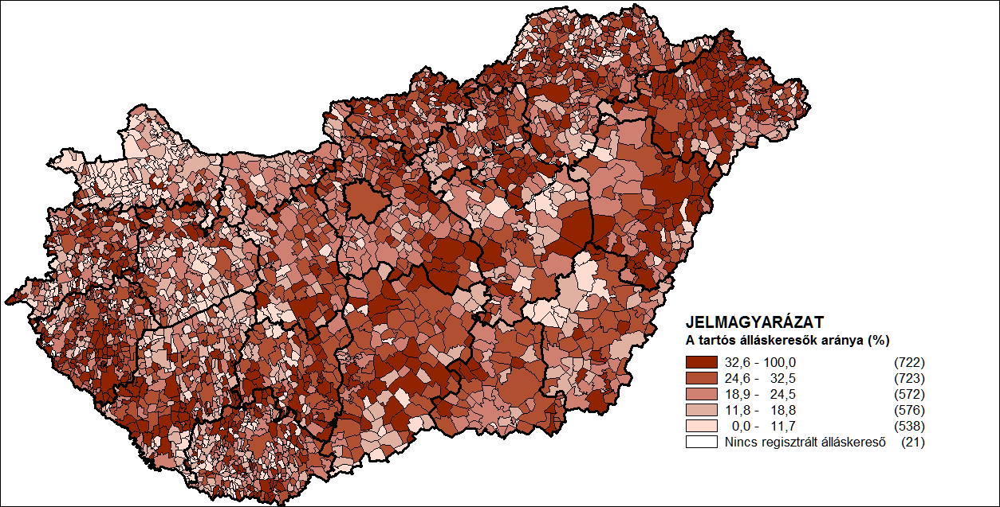 JELMAGYARÁZAT
A tartós álláskeresők aránya (%)
32,6 - 100,0 (722)
24,6 - 32,5 (723)
18,9 - 24,5 (572)
11,8 - 18,8 (576)
0,0 - 11,7 (538)
Nincs regisztrált álláskereső (21)